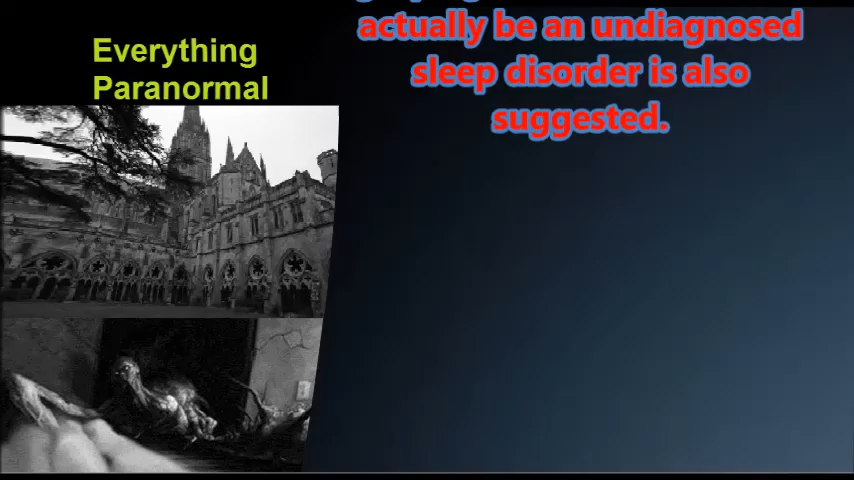 Everything
Paranormal
actually be an undiagnosed
sleep disorder is also
suggested.